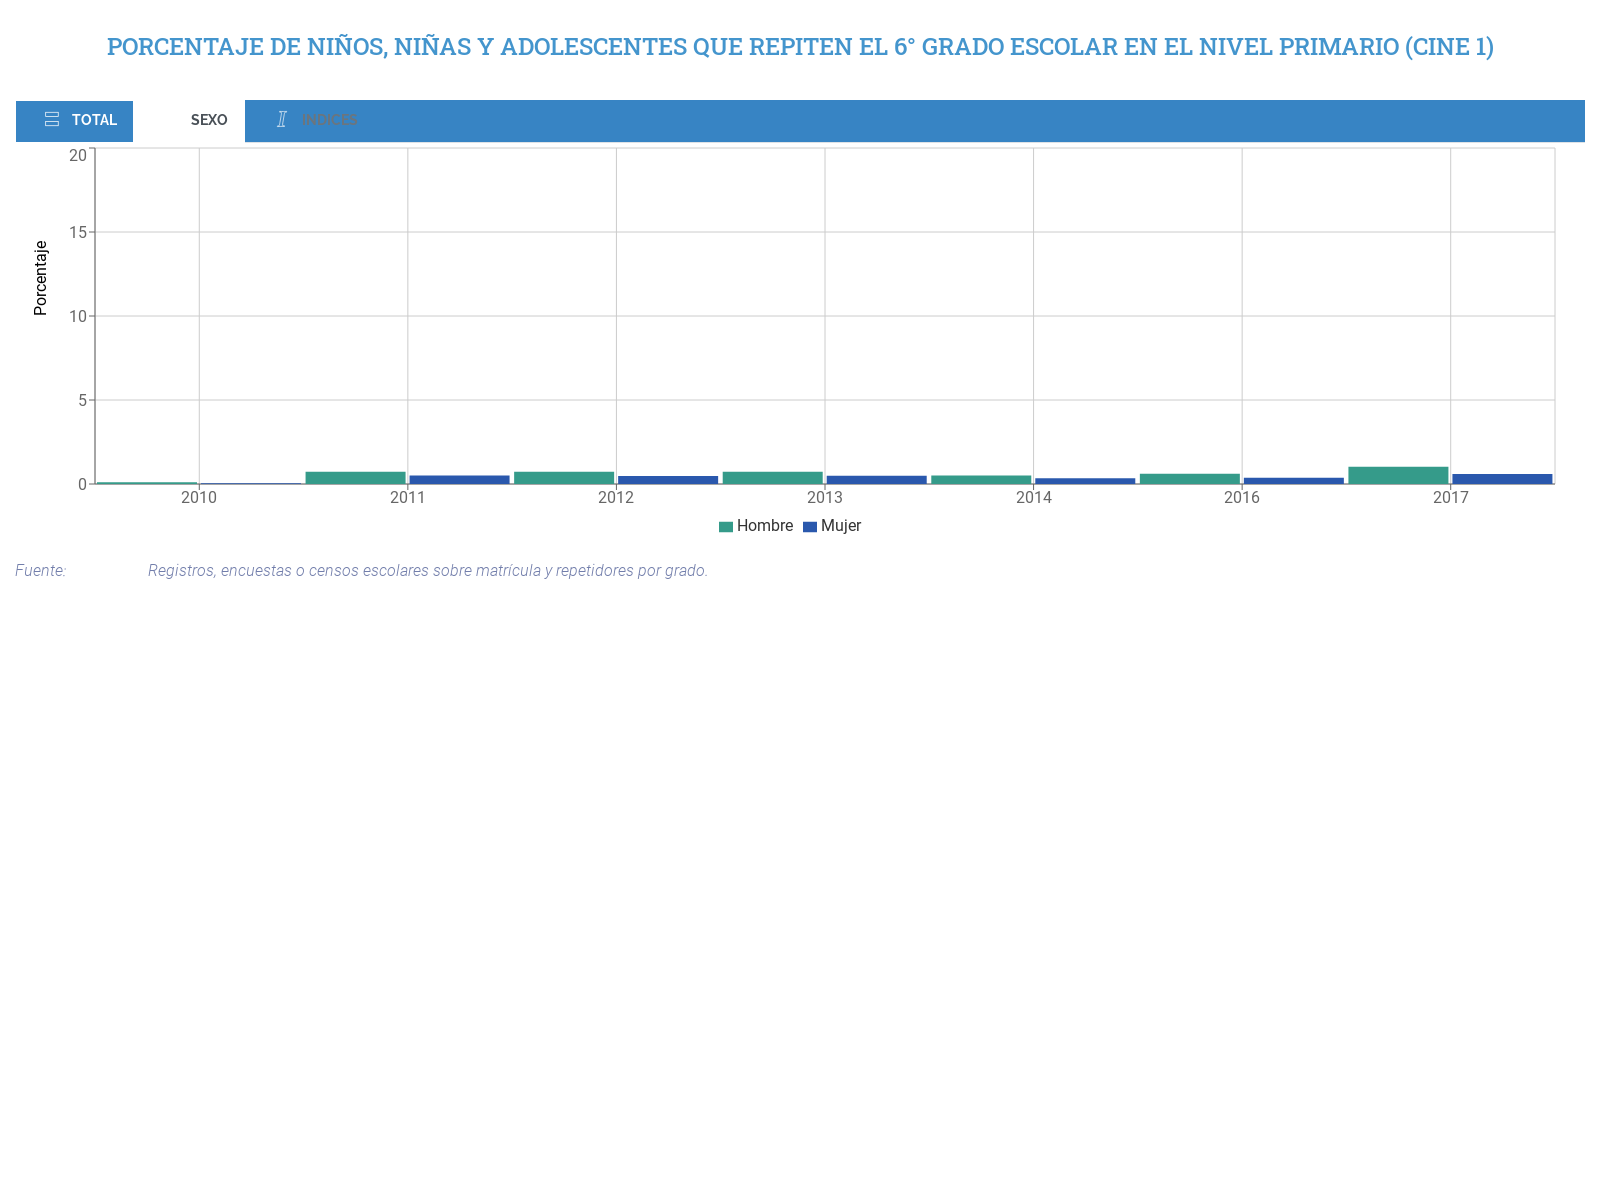 PORCENTAJE DE NIÑOS, NIÑAS Y ADOLESCENTES QUE REPITEN EL 6° GRADO ESCOLAR EN EL NIVEL PRIMARIO (CINE 1)
TOTAL SEXO INDICES
20
15
10
5
0
Porcentaje
2010 2011 2012 2013 2014 2016 2017
Hombre Mujer
Fuente: Registros, encuestas o censos escolares sobre matrícula y repetidores por grado.